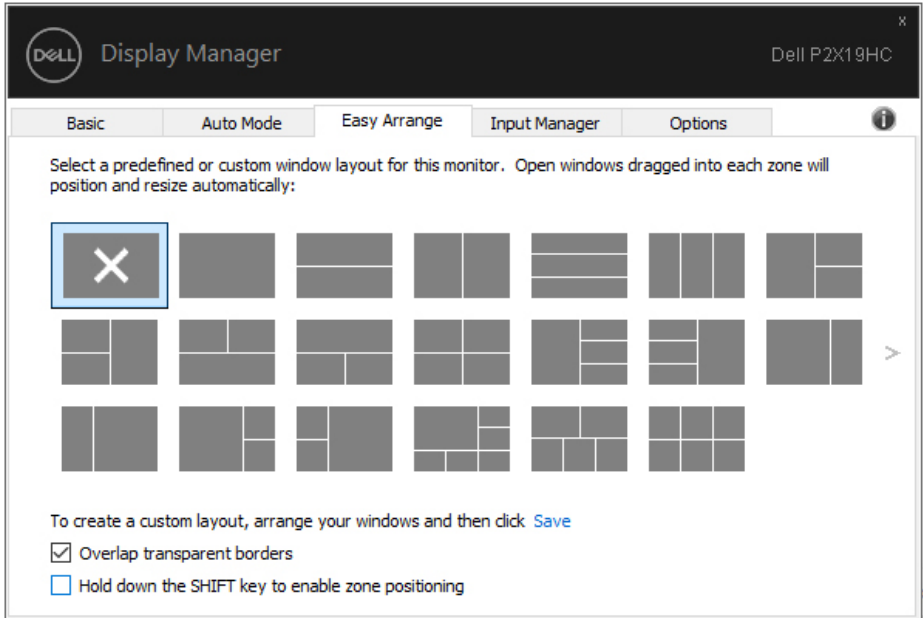 x
DELL Display Manager
Dell P2X19HC
Basic Auto Mode Easy Arrange Input Manager Options i
Select a predefined or custom window layout for this monitor. Open windows dragged into each zone will
position and resize automatically:
>
To create a custom layout, arrange your windows and then click Save
Overlap transparent borders
Hold down the SHIFT key to enable zone positioning